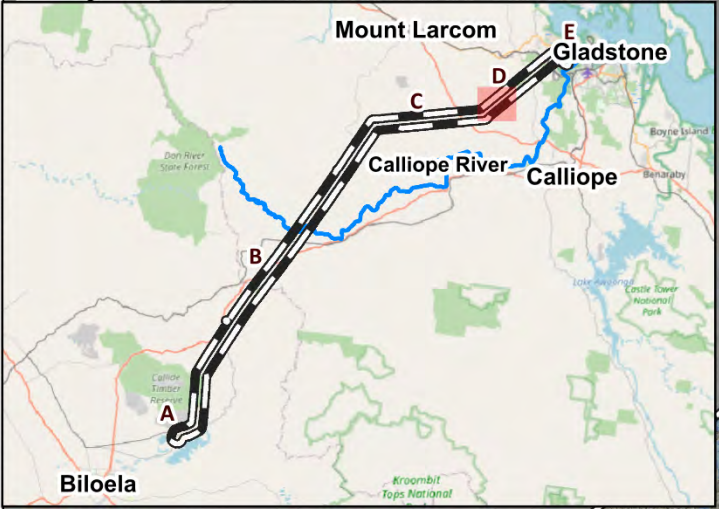 Mount Larcom
E
Gladstone
D
C
Boyne Island
Don River
State Forest
Calliope River
Calliope
Benaraby
B
Lake Awoonga
Castle Tower
National
Park
Callide
Timber
Reserve
A
Biloela
Kroombit
Tops National